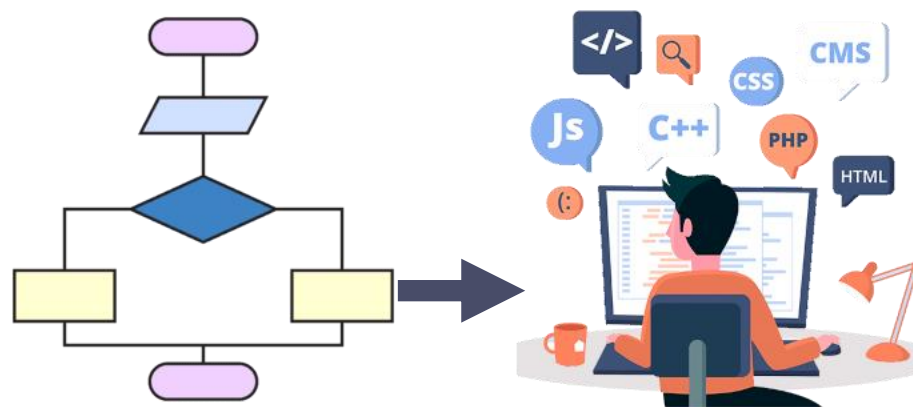 </>
CMS
CSS
Js
C++
PHP
HTML
(: